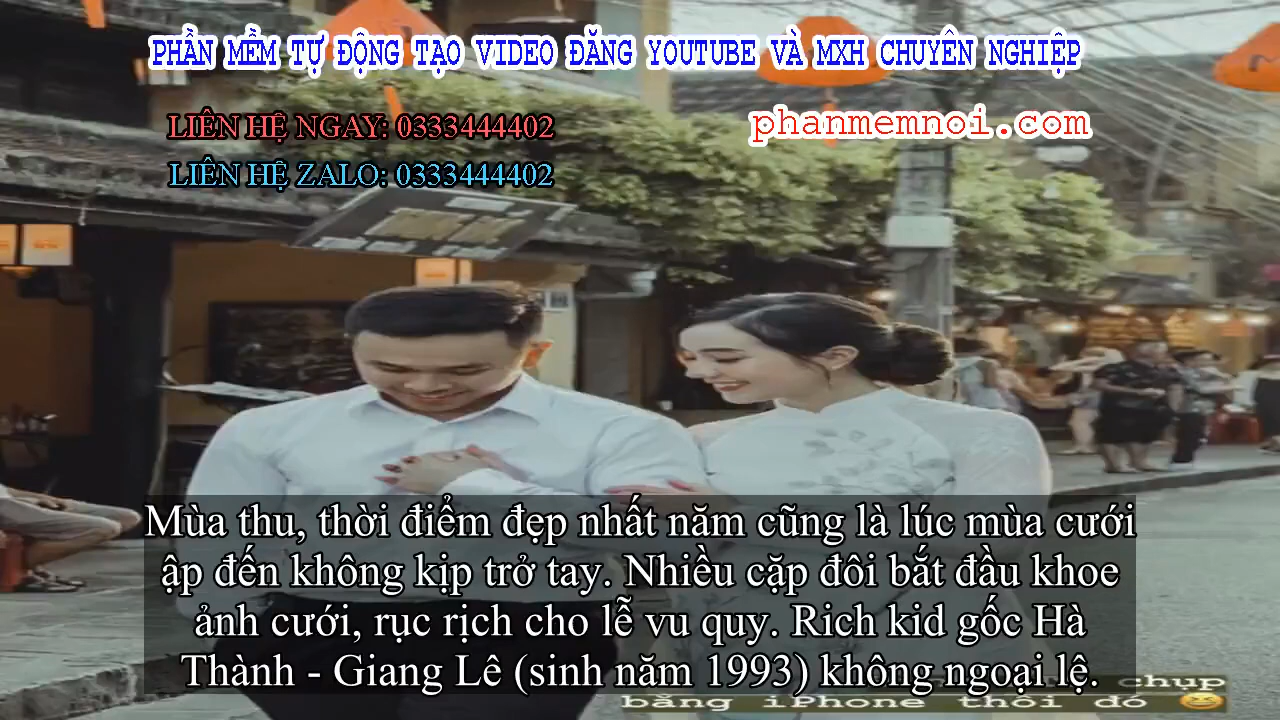 PHẦN MỀM TỰ ĐỘNG TẠO VIDEO ĐĂNG YOUTUBE VÀ MXH CHUYÊN NGHIỆP
LIÊN HỆ NGAY: 0333444402
phanmemnoi.com
LIÊN HỆ ZALO: 0333444402
Mùa thu, thời điểm đẹp nhất năm cũng là lúc mùa cưới
ập đến không kịp trở tay. Nhiều cặp đôi bắt đầu khoe
ảnh cưới, rục rịch cho lễ vu quy. Rich kid gốc Hà
Thành - Giang Lê (sinh năm 1993) không ngoại lệ.
chụp
bằng iPhone thôi đó 😆